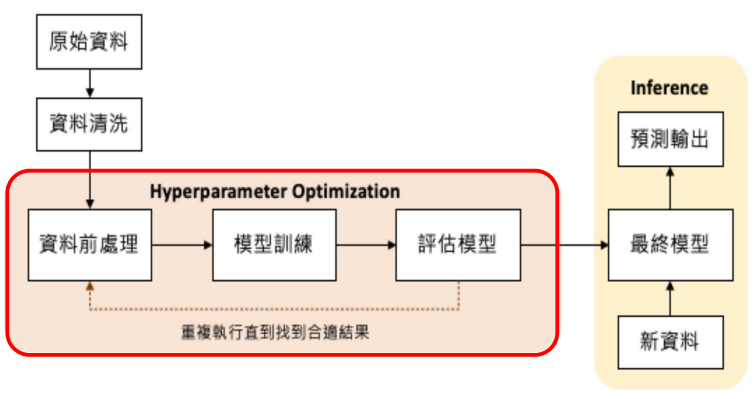 原始資料
資料清洗
Hyperparameter Optimization
資料前處理
模型訓練
評估模型
重複執行直到找到合適結果
Inference
預測輸出
最終模型
新資料